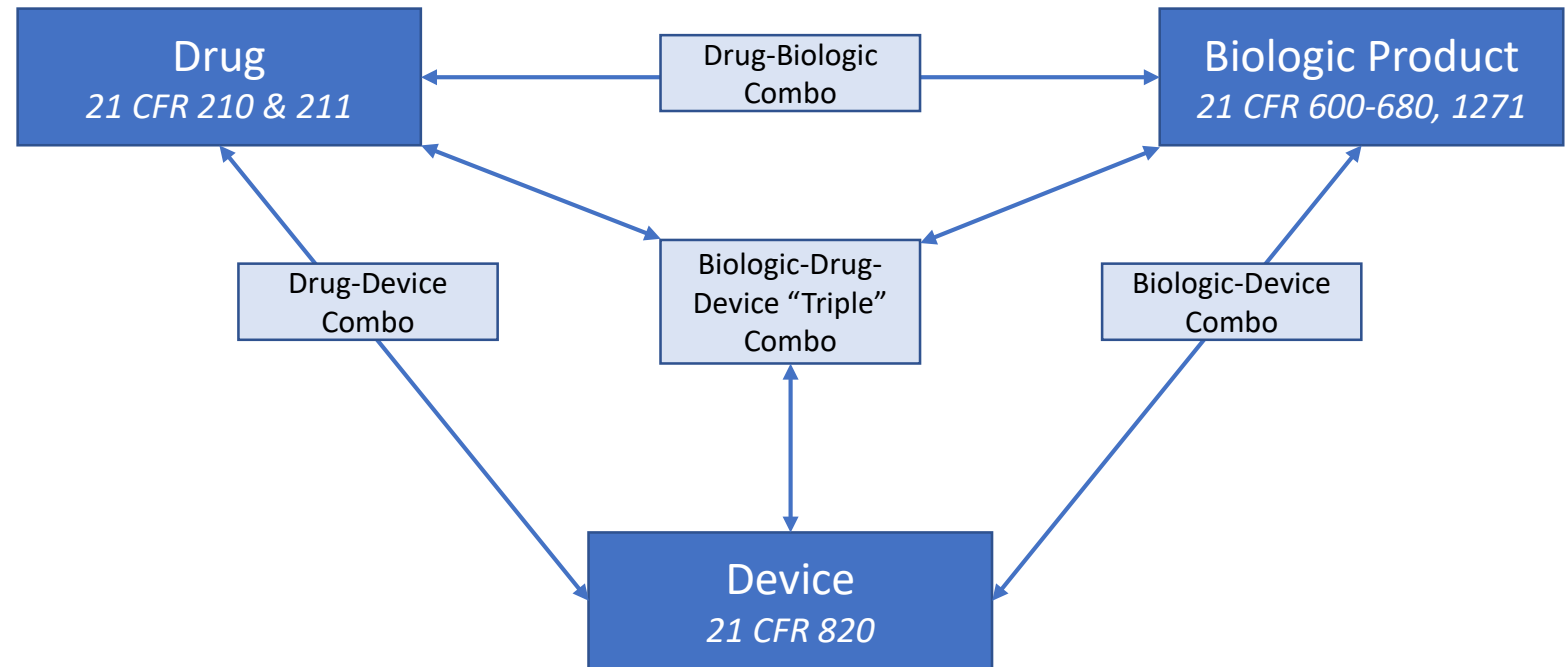 Drug
21 CFR 210 & 211
Drug-Biologic
Combo
Biologic Product
21 CFR 600-680, 1271
Drug-Device
Combo
Biologic-Drug-
Device “Triple”
Combo
Biologic-Device
Combo
Device
21 CFR 820